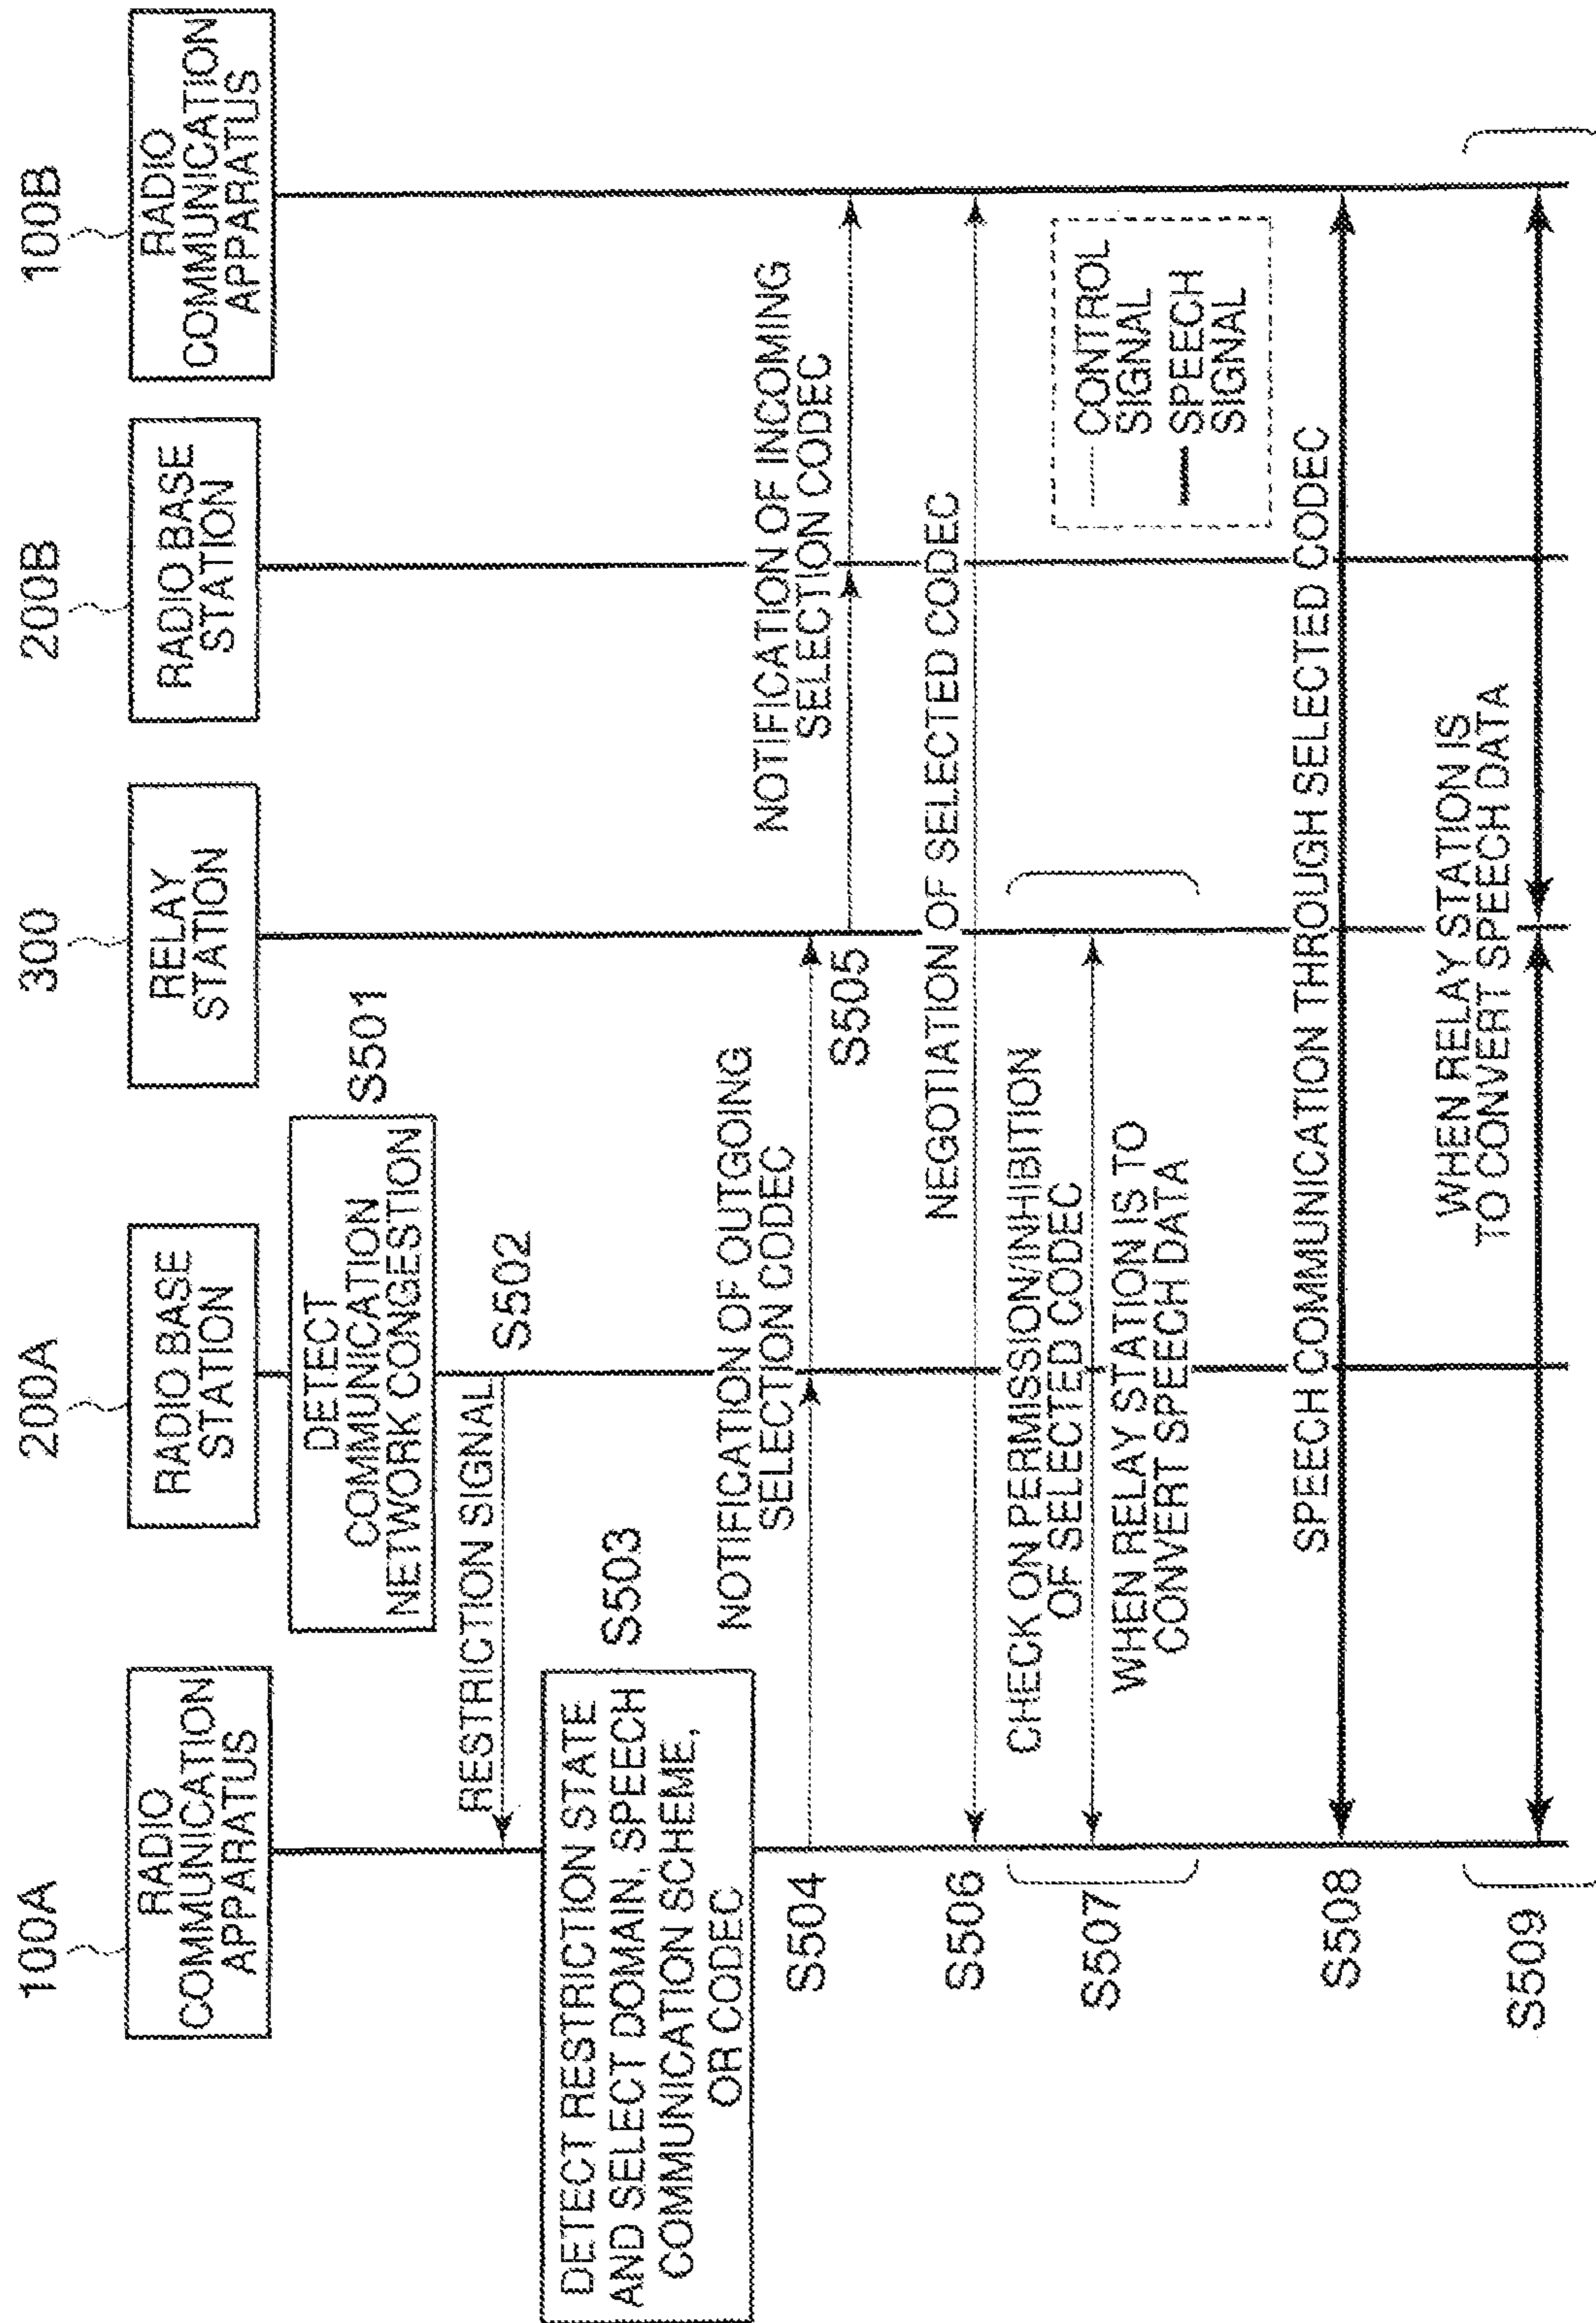 100A
200A
300
200B
100B
RADIO
COMMUNICATION
APPARATUS
RADIO BASE
STATION
RELAY
STATION
RADIO BASE
STATION
RADIO
COMMUNICATION
APPARATUS
DETECT
COMMUNICATION
NETWORK CONGESTION
S501
RESTRICTION SIGNAL
S502
DETECT RESTRICTION STATE
AND SELECT DOMAIN, SPEECH
COMMUNICATION SCHEME,
OR CODEC
S503
S504
NOTIFICATION OF OUTGOING
SELECTION CODEC
S505
NOTIFICATION OF INCOMING
SELECTION CODEC
S506
NEGOTIATION OF SELECTED CODEC
S507
CHECK ON PERMISSION/INHIBITION
OF SELECTED CODEC
WHEN RELAY STATION IS TO
CONVERT SPEECH DATA
CONTROL
SIGNAL
SPEECH
SIGNAL
S508
SPEECH COMMUNICATION THROUGH SELECTED CODEC
S509
WHEN RELAY STATION IS
TO CONVERT SPEECH DATA